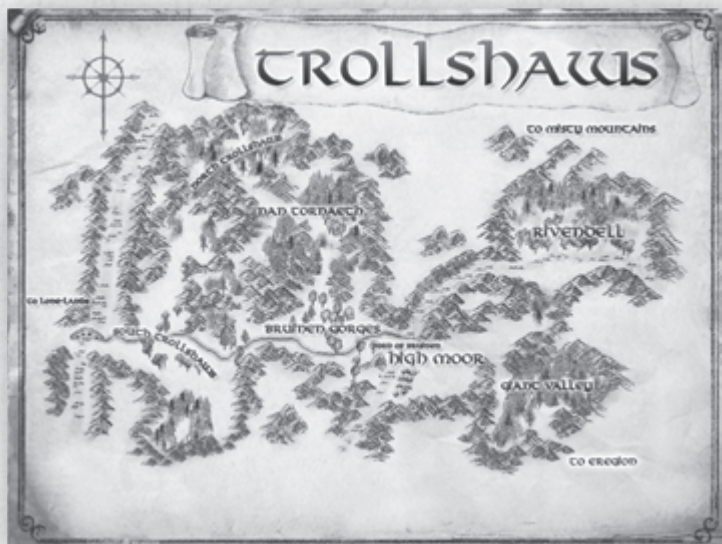 TROLLSHAWS
TO MISTY MOUNTAINS
NORTH TROLLSHAWS
NAN TORNAETH
RIVENDELL
TO LONE-LANDS
SOUTH TROLLSHAWS
BRUINEN GORGES
FORD OF BRUINEN
HIGH MOOR
GIANT VALLEY
TO EREGION